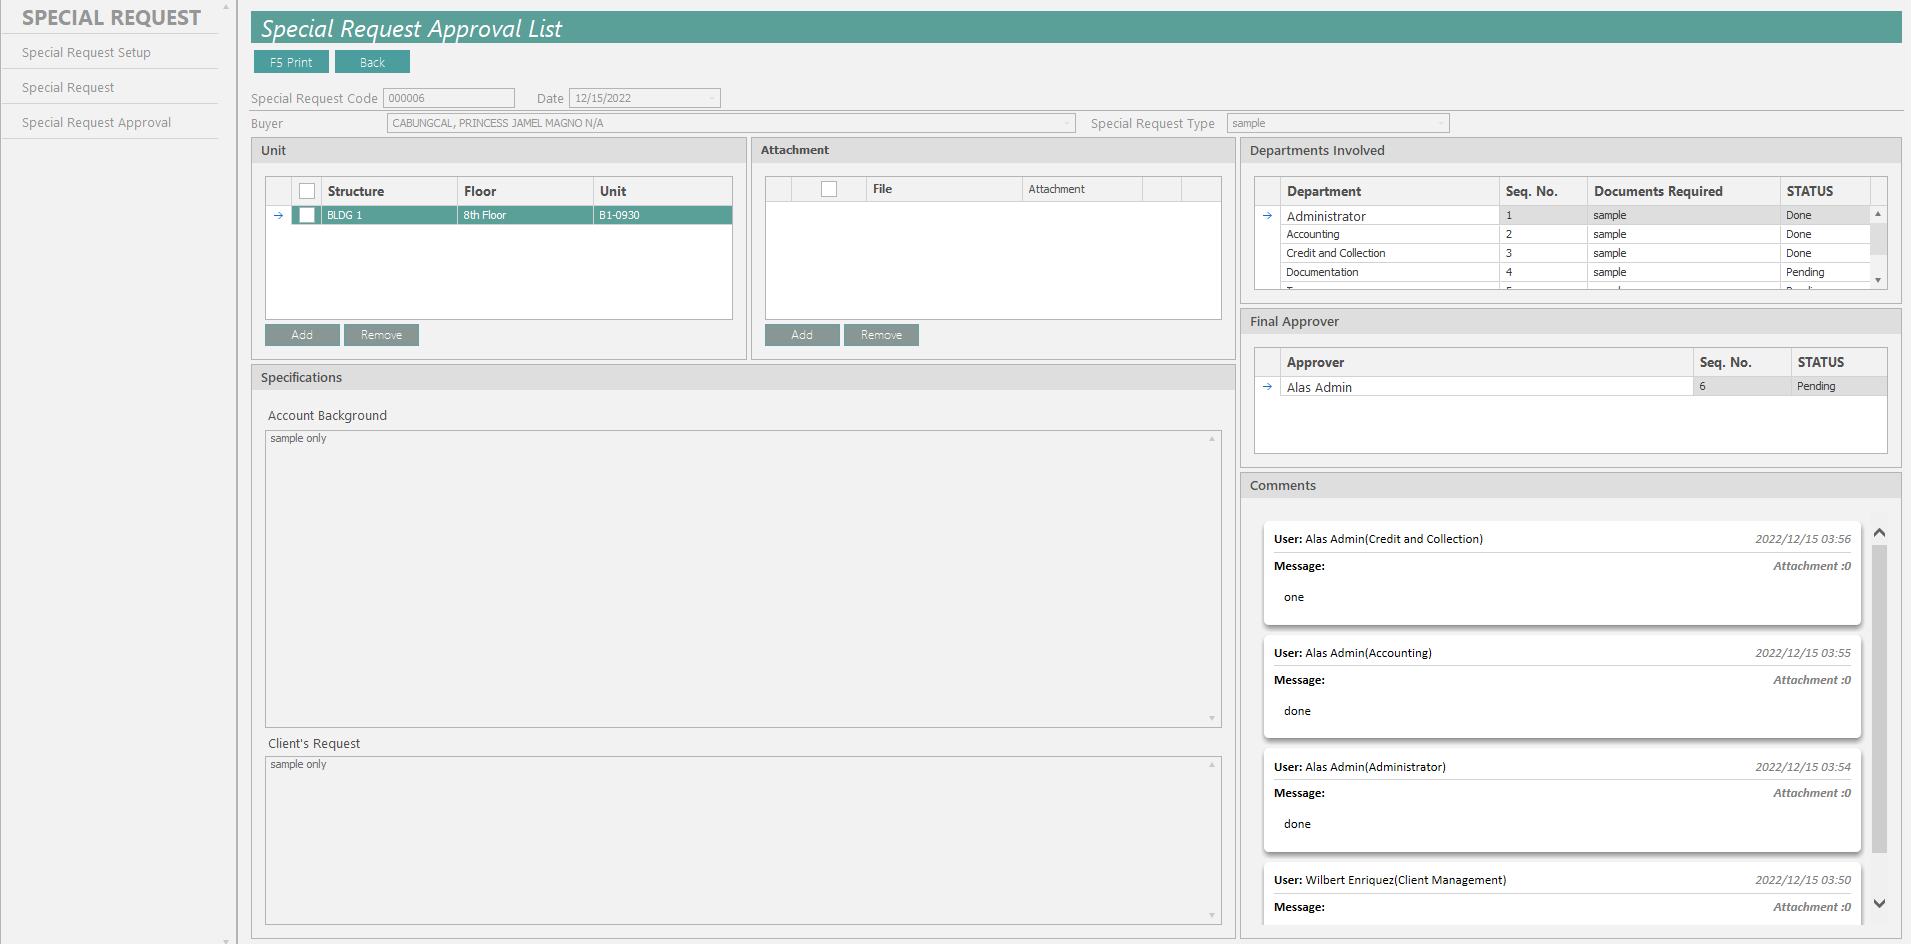 SPECIAL REQUEST
Special Request Setup
Special Request
Special Request Approval
Special Request Approval List
F5 Print
Back
Special Request Code 000006 Date 12/15/2022
Buyer CABUNGCAL, PRINCESS JAMEL MAGNO N/A Special Request Type sample
Unit
Structure Floor Unit
BLDG 1 8th Floor B1-0930
Add Remove
Attachment
File Attachment
Add Remove
Specifications
Account Background
sample only
Client's Request
sample only
Departments Involved
Department Seq. No. Documents Required STATUS
Administrator 1 sample Done
Accounting 2 sample Done
Credit and Collection 3 sample Done
Documentation 4 sample Pending
Final Approver
Approver Seq. No. STATUS
Alas Admin 6 Pending
Comments
User: Alas Admin(Credit and Collection) 2022/12/15 03:56
Message: Attachment :0
one
User: Alas Admin(Accounting) 2022/12/15 03:55
Message: Attachment :0
done
User: Alas Admin(Administrator) 2022/12/15 03:54
Message: Attachment :0
done
User: Wilbert Enriquez(Client Management) 2022/12/15 03:50
Message: Attachment :0